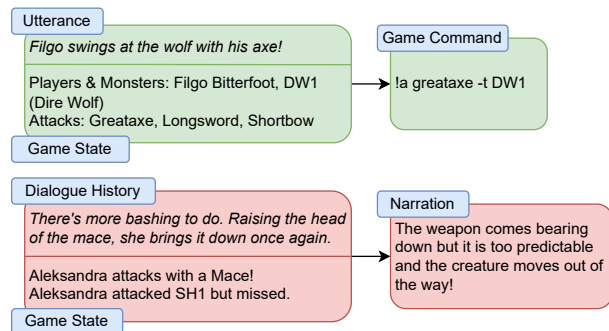 Utterance
Filgo swings at the wolf with his axe!
Players & Monsters: Filgo Bitterfoot, DW1
(Dire Wolf)
Attacks: Greataxe, Longsword, Shortbow
Game State
Game Command
!a greataxe -t DW1
Dialogue History
There's more bashing to do. Raising the head
of the mace, she brings it down once again.
Aleksandra attacks with a Mace!
Aleksandra attacked SH1 but missed.
Game State
Narration
The weapon comes bearing
down but it is too predictable
and the creature moves out of
the way!